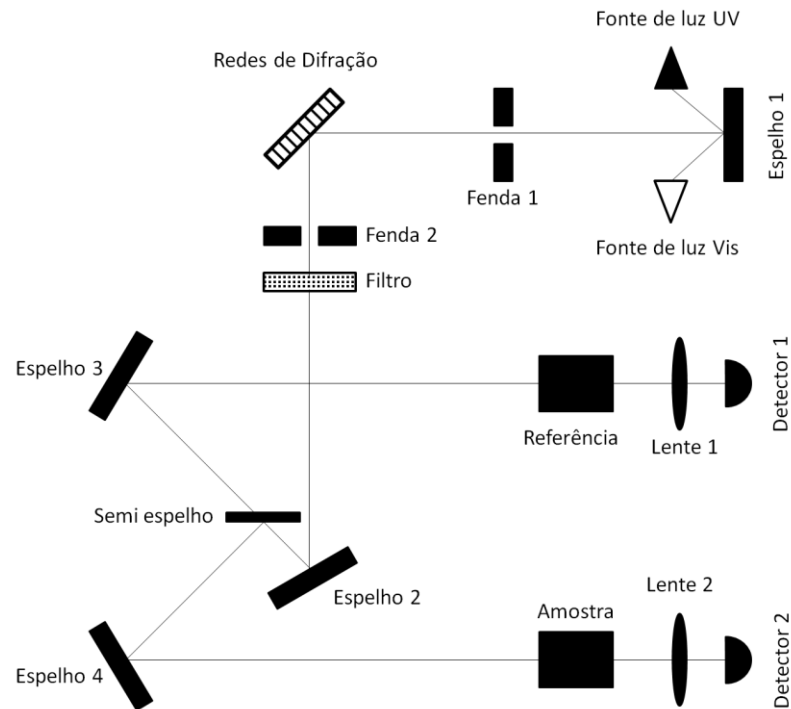 Fonte de luz UV
Redes de Difração
Espelho 1
Fenda 1
Fenda 2
Fonte de luz Vis
Filtro
Espelho 3
Detector 1
Referência
Lente 1
Semi espelho
Espelho 2
Lente 2
Amostra
Espelho 4
Detector 2